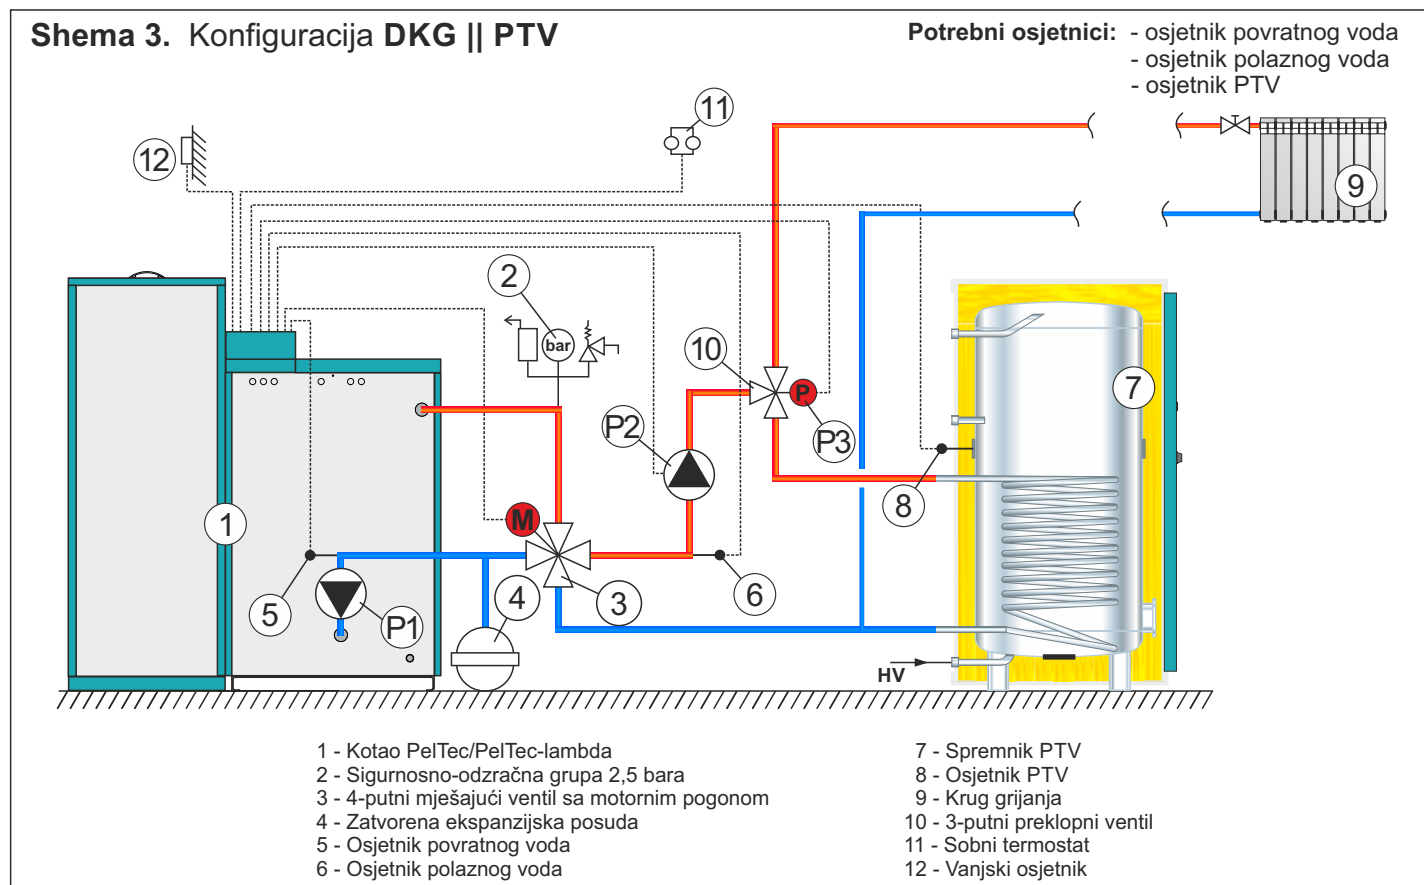 Shema 3. Konfiguracija DKG || PTV
Potrebni osjetnici: - osjetnik povratnog voda
- osjetnik polaznog voda
- osjetnik PTV
11
12
9
2
bar
10
7
P
P2
P3
8
1
M
5
P1
4
3
6
HV
1 - Kotao PelTec/PelTec-lambda
2 - Sigurnosno-odzračna grupa 2,5 bara
3 - 4-putni mješajući ventil sa motornim pogonom
4 - Zatvorena ekspanzijska posuda
5 - Osjetnik povratnog voda
6 - Osjetnik polaznog voda
7 - Spremnik PTV
8 - Osjetnik PTV
9 - Krug grijanja
10 - 3-putni preklopni ventil
11 - Sobni termostat
12 - Vanjski osjetnik